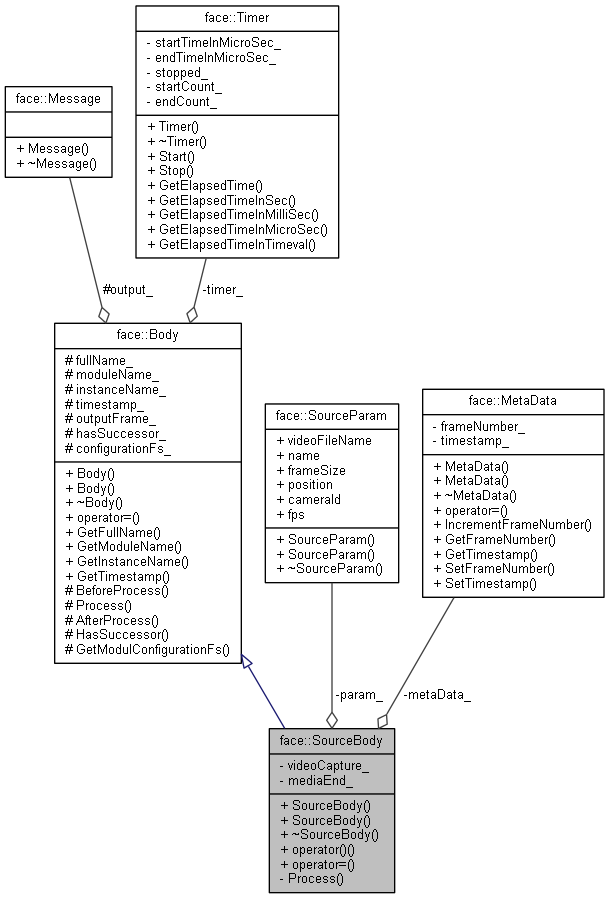 face::Timer
- startTimeInMicroSec_
- endTimeInMicroSec_
- stopped_
- startCount_
- endCount_
+ Timer()
+ ~Timer()
+ Start()
+ Stop()
+ GetElapsedTime()
+ GetElapsedTimeInSec()
+ GetElapsedTimeInMilliSec()
+ GetElapsedTimeInMicroSec()
+ GetElapsedTimeInTimeval()
face::Message
+ Message()
+ ~Message()
#output_
-timer_
face::Body
# fullName_
# moduleName_
# instanceName_
# timestamp_
# outputFrame_
# hasSuccessor_
# configurationFs_
+ Body()
+ Body()
+ ~Body()
+ operator=()
+ GetFullName()
+ GetModuleName()
+ GetInstanceName()
+ GetTimestamp()
# BeforeProcess()
# Process()
# AfterProcess()
# HasSuccessor()
# GetModulConfigurationFs()
face::SourceParam
+ videoFileName
+ name
+ frameSize
+ position
+ cameraId
+ fps
+ SourceParam()
+ SourceParam()
+ ~SourceParam()
face::MetaData
- frameNumber_
- timestamp_
+ MetaData()
+ MetaData()
+ ~MetaData()
+ operator=()
+ IncrementFrameNumber()
+ GetFrameNumber()
+ GetTimestamp()
+ SetFrameNumber()
+ SetTimestamp()
-param_
-metaData_
face::SourceBody
- videoCapture_
- mediaEnd_
+ SourceBody()
+ SourceBody()
+ ~SourceBody()
+ operator()()
+ operator=()
- Process()